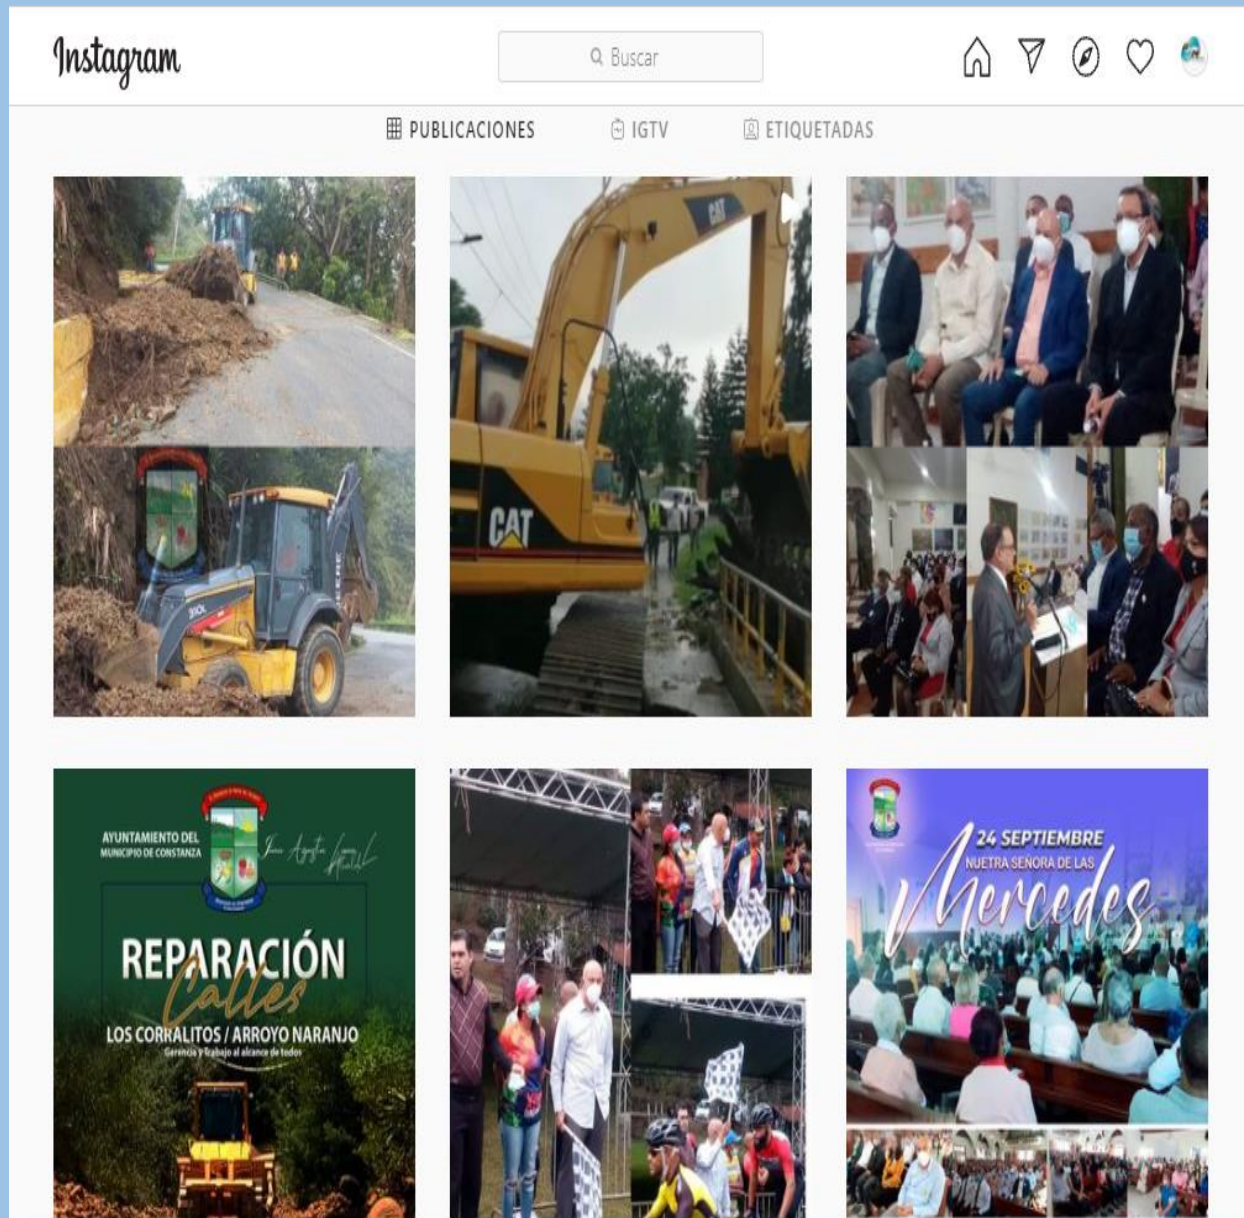 Instagram
Buscar
PUBLICACIONES
IGTV
ETIQUETADAS
CAT
CAT
310L
AYUNTAMIENTO DEL
MUNICIPIO DE CONSTANZA
REPARACIÓN
Calles
LOS CORRALITOS / ARROYO NARANJO
Gerencia y Trabajo al alcance de todos
24 SEPTIEMBRE
NUETRA SEÑORA DE LAS
Mercedes